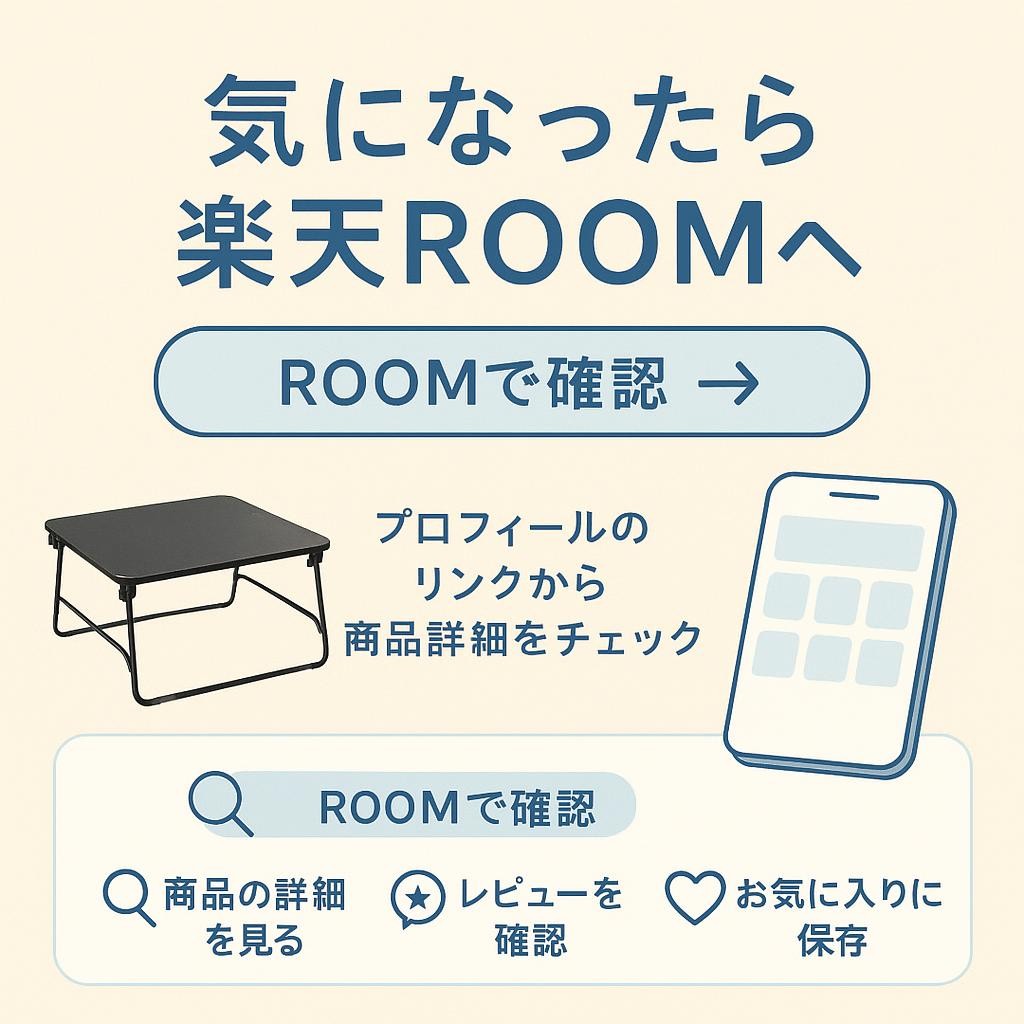 気になったら
楽天ROOMへ
ROOMで確認 →
プロフィールの
リンクから
商品詳細をチェック
ROOMで確認
商品の詳細
を見る
レビューを
確認
お気に入りに
保存